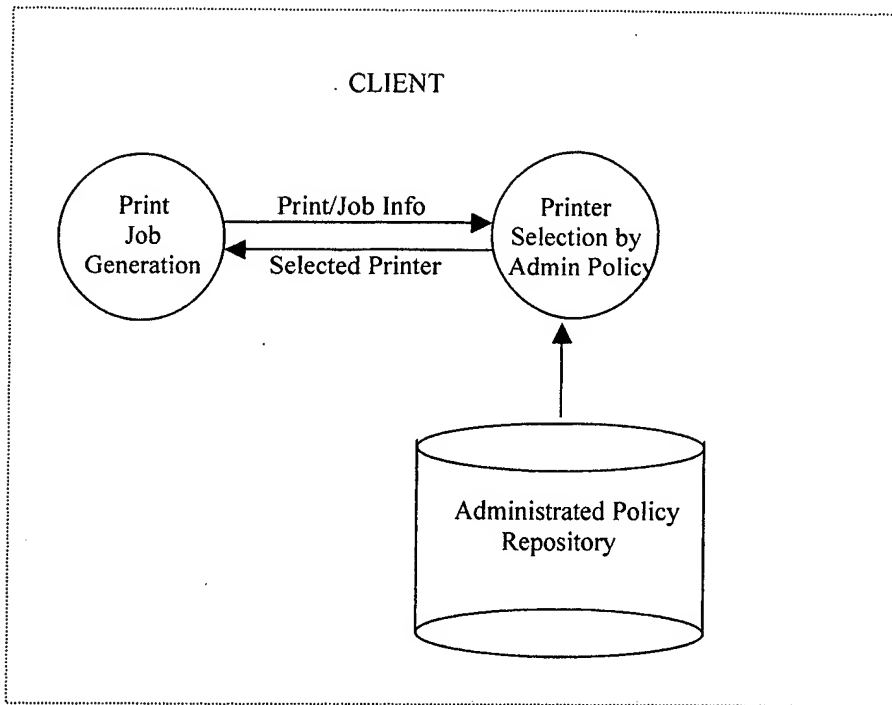 CLIENT
Print
Job
Generation
Print/Job Info
Selected Printer
Printer
Selection by
Admin Policy
Administrated Policy
Repository